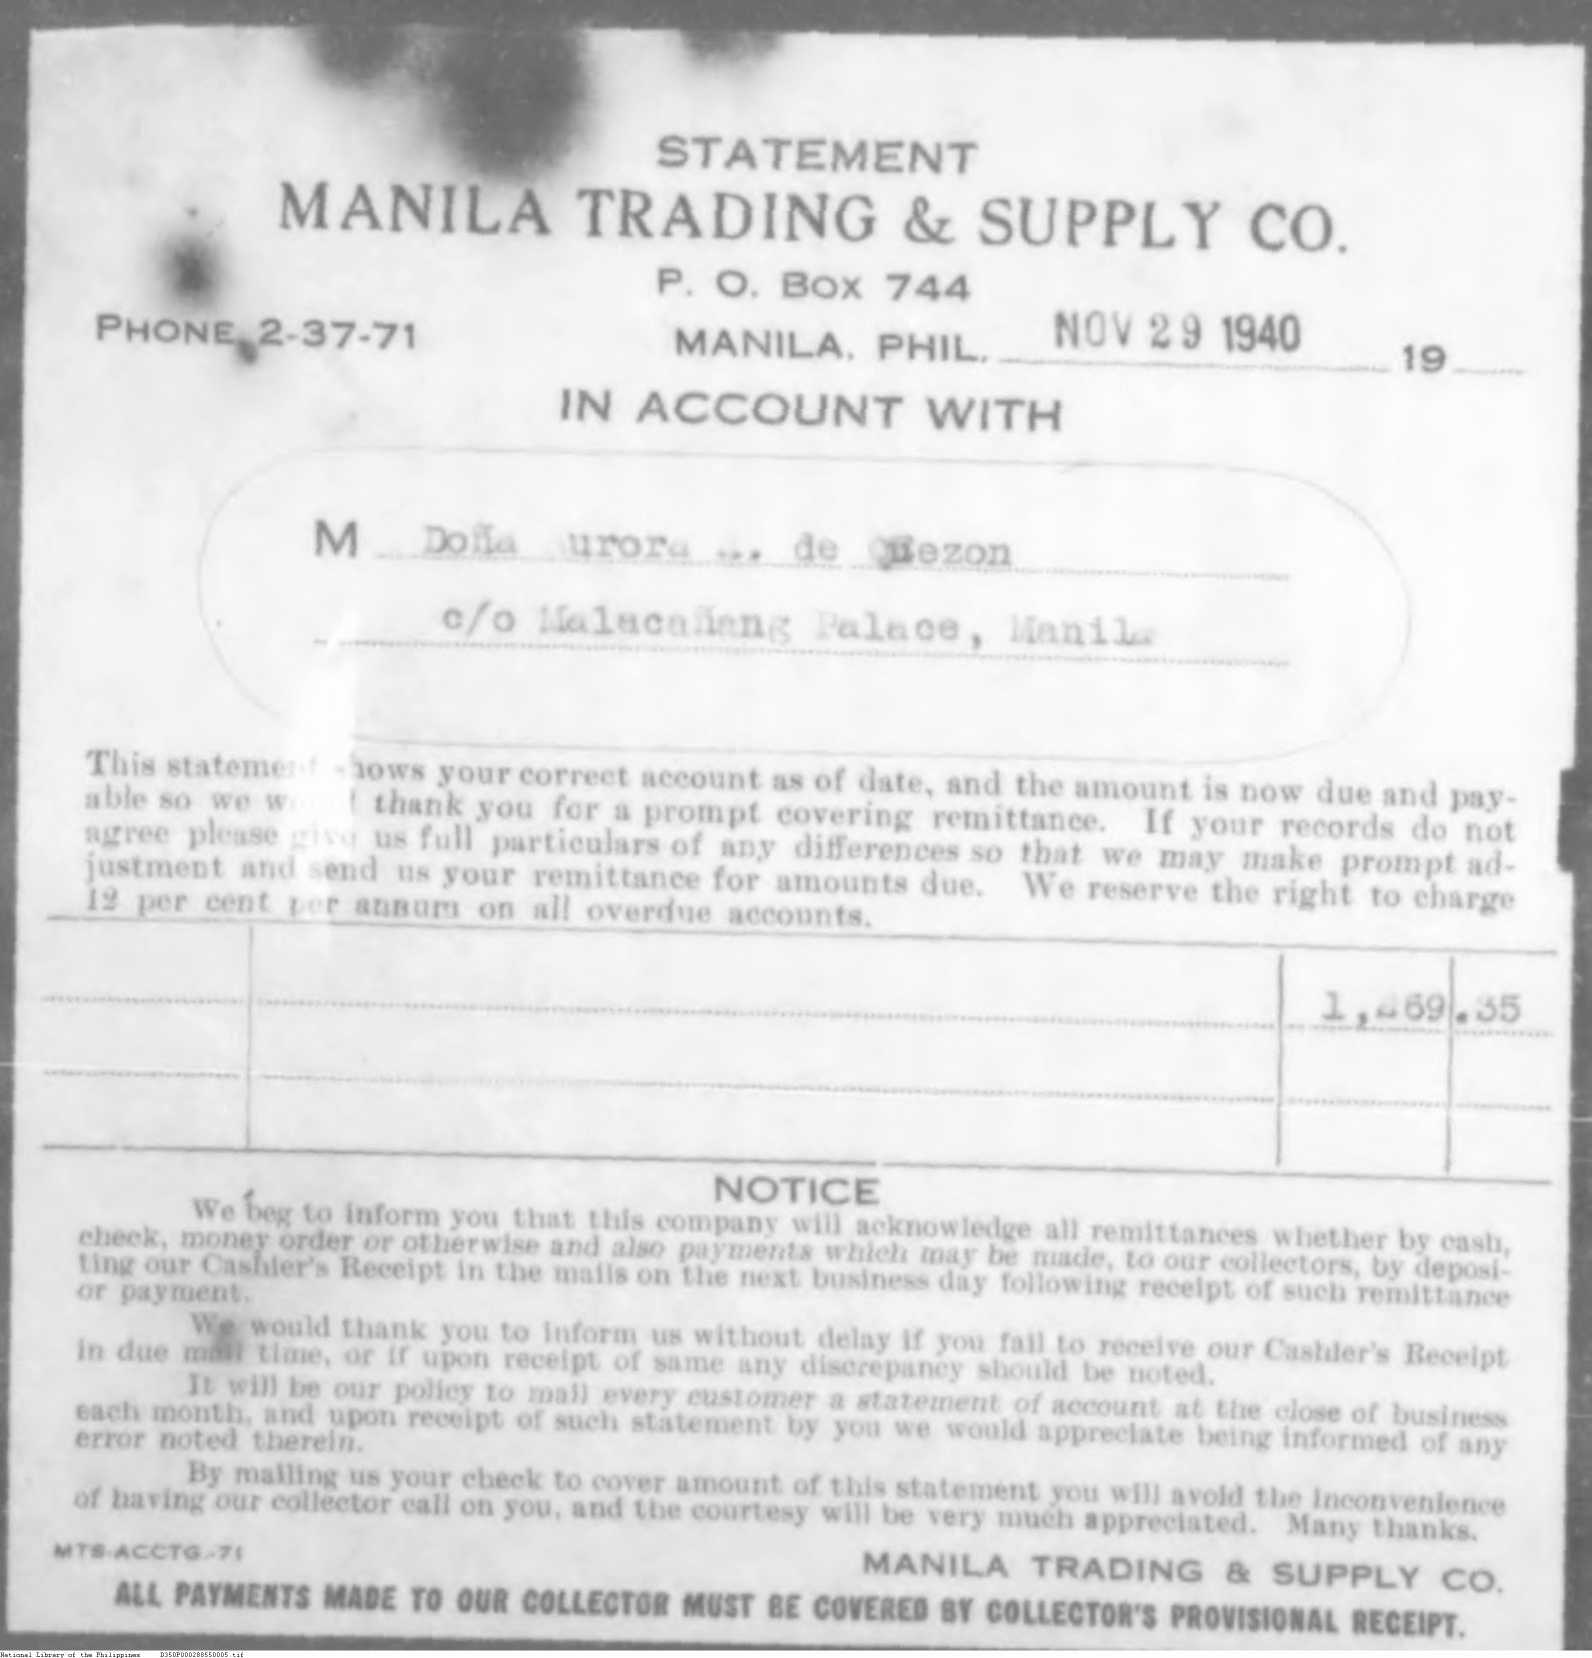 STATEMENT
MANILA TRADING & SUPPLY CO.
P. O. BOX 744
PHONE 2-37-71
MANILA, PHIL. NOV 29 1940 19
IN ACCOUNT WITH
M Doña de Quezon
c/o Malacañang Palace, Manila
This statement shows your correct account as of date, and the amount is now due and pay-
able so we would thank you for a prompt covering remittance. If your records do not
agree please give us full particulars of any differences so that we may make prompt ad-
justment and send us your remittance for amounts due. We reserve the right to charge
12 per cent per annum on all overdue accounts.
NOTICE
We beg to inform you that this company will acknowledge all remittances whether by cash,
check, money order or otherwise and also payments which may be made, to our collectors, by deposi-
ting our Cashier's Receipt in the mails on the next business day following receipt of such remittance
or payment.
We would thank you to inform us without delay if you fail to receive our Cashier's Receipt
in due mail time, or if upon receipt of same any discrepancy should be noted.
It will be our policy to mail every customer a statement of account at the close of business
each month, and upon receipt of such statement by you we would appreciate being informed of any
error noted therein.
By mailing us your check to cover amount of this statement you will avoid the inconvenience
of having our collector call on you, and the courtesy will be very much appreciated. Many thanks.
MTS-ACCTG.-71
MANILA TRADING & SUPPLY CO.
ALL PAYMENTS MADE TO OUR COLLECTOR MUST BE COVERED BY COLLECTOR'S PROVISIONAL RECEIPT.
National Library of the Philippines D350P000288550005.tif